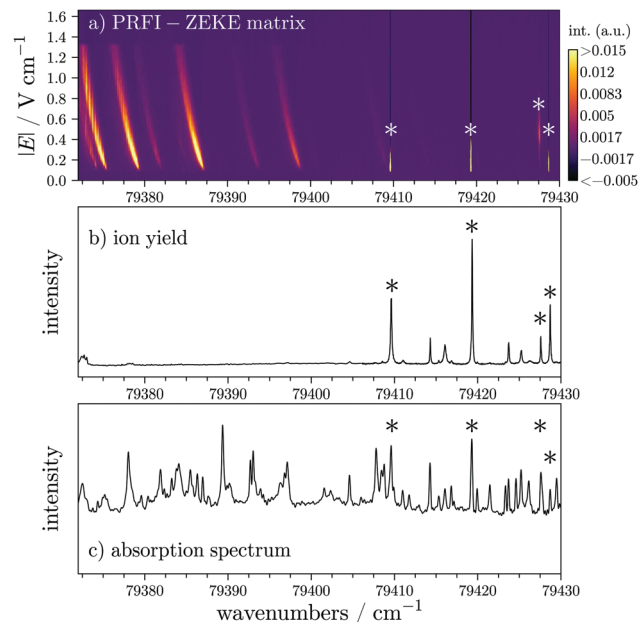 a) PRFI − ZEKE matrix
int. (a.u.)
|E| / V cm⁻¹
1.6
1.4
1.2
1.0
0.8
0.6
0.4
0.2
0.0
>0.015
0.012
0.0083
0.005
0.0017
−0.0017
<−0.005
* * * *
79380 79390 79400 79410 79420 79430
b) ion yield
intensity
* * * *
79380 79390 79400 79410 79420 79430
intensity
* * * *
c) absorption spectrum
79380 79390 79400 79410 79420 79430
wavenumbers / cm⁻¹